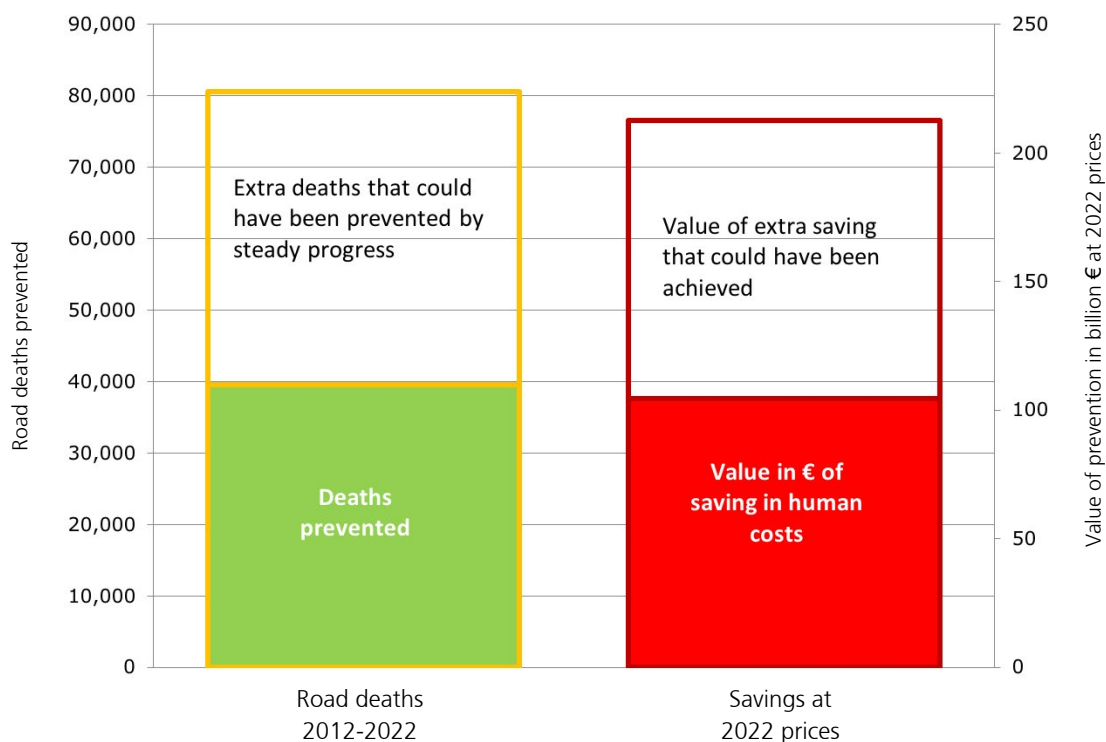 90,000
80,000
70,000
60,000
50,000
40,000
30,000
20,000
10,000
0
Road deaths prevented
Extra deaths that could
have been prevented by
steady progress
Deaths
prevented
Value of extra saving
that could have been
achieved
Value in € of
saving in human
costs
250
200
150
100
50
0
Value of prevention in billion € at 2022 prices
Road deaths
2012-2022
Savings at
2022 prices